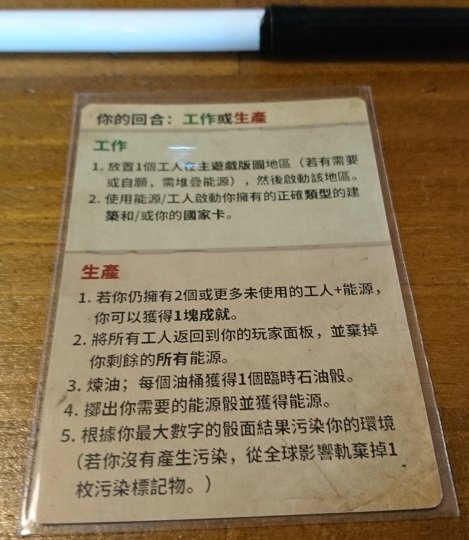 你的回合：工作或生產
工作
1. 放置1個工人在主遊戲版圖地區（若有需要
或自願，需堆疊能源），然後啟動該地區。
2. 使用能源/工人啟動你擁有的正確類型的建
築和/或你的國家卡。
生產
1. 若你仍擁有2個或更多未使用的工人+能源，
你可以獲得1塊成就。
2. 將所有工人返回到你的玩家面板，並棄掉
你剩餘的所有能源。
3. 煉油；每個油桶獲得1個臨時石油骰。
4. 擲出你需要的能源骰並獲得能源。
5. 根據你最大數字的骰面結果污染你的環境
（若你沒有產生污染，從全球影響軌棄掉1
枚污染標記物。）